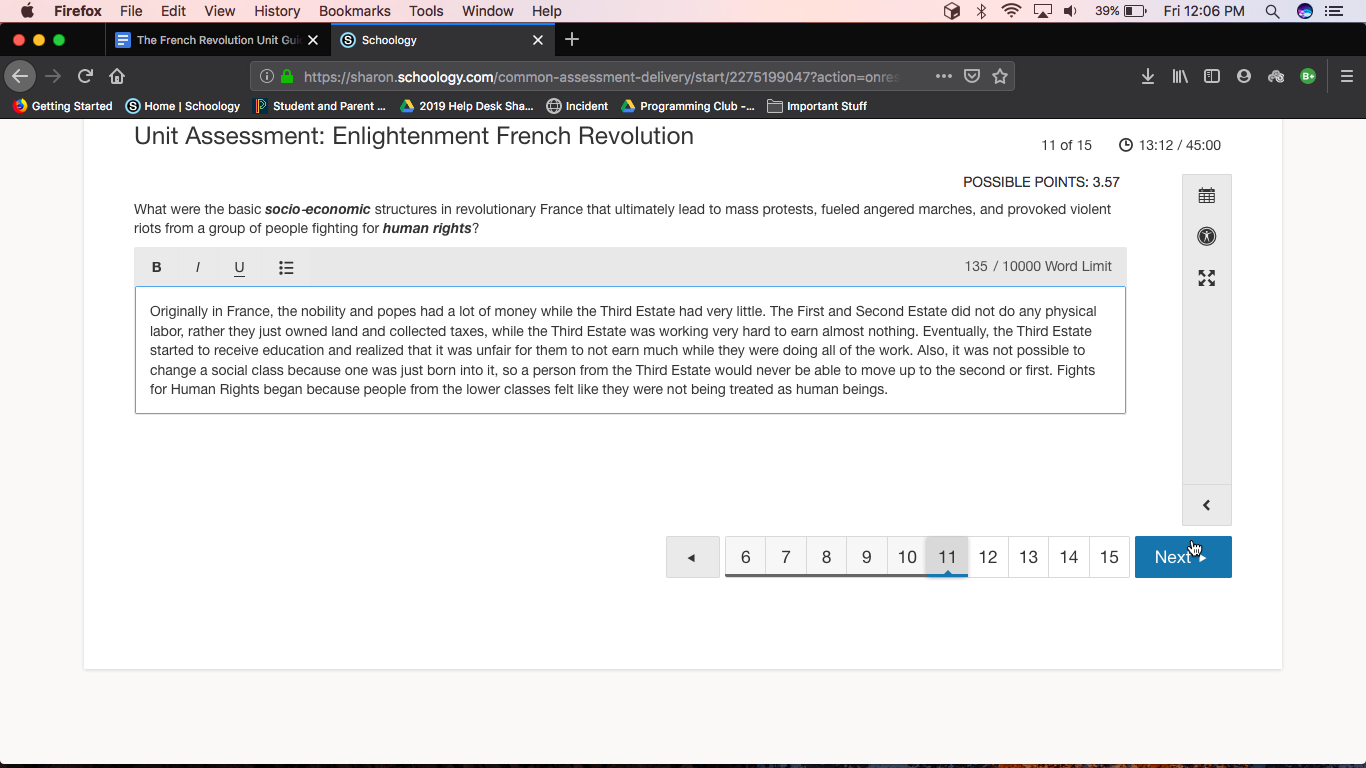 Firefox File Edit View History Bookmarks Tools Window Help 39% Fri 12:06 PM
The French Revolution Unit Gui Schoology
https://sharon.schoology.com/common-assessment-delivery/start/2275199047?action=onres
Getting Started Home | Schoology Student and Parent ... 2019 Help Desk Sha... Incident Programming Club -... Important Stuff
Unit Assessment: Enlightenment French Revolution
11 of 15 13:12 / 45:00
POSSIBLE POINTS: 3.57
What were the basic socio-economic structures in revolutionary France that ultimately lead to mass protests, fueled angered marches, and provoked violent
riots from a group of people fighting for human rights?
B I U 135 / 10000 Word Limit
Originally in France, the nobility and popes had a lot of money while the Third Estate had very little. The First and Second Estate did not do any physical
labor, rather they just owned land and collected taxes, while the Third Estate was working very hard to earn almost nothing. Eventually, the Third Estate
started to receive education and realized that it was unfair for them to not earn much while they were doing all of the work. Also, it was not possible to
change a social class because one was just born into it, so a person from the Third Estate would never be able to move up to the second or first. Fights
for Human Rights began because people from the lower classes felt like they were not being treated as human beings.
6 7 8 9 10 11 12 13 14 15 Next